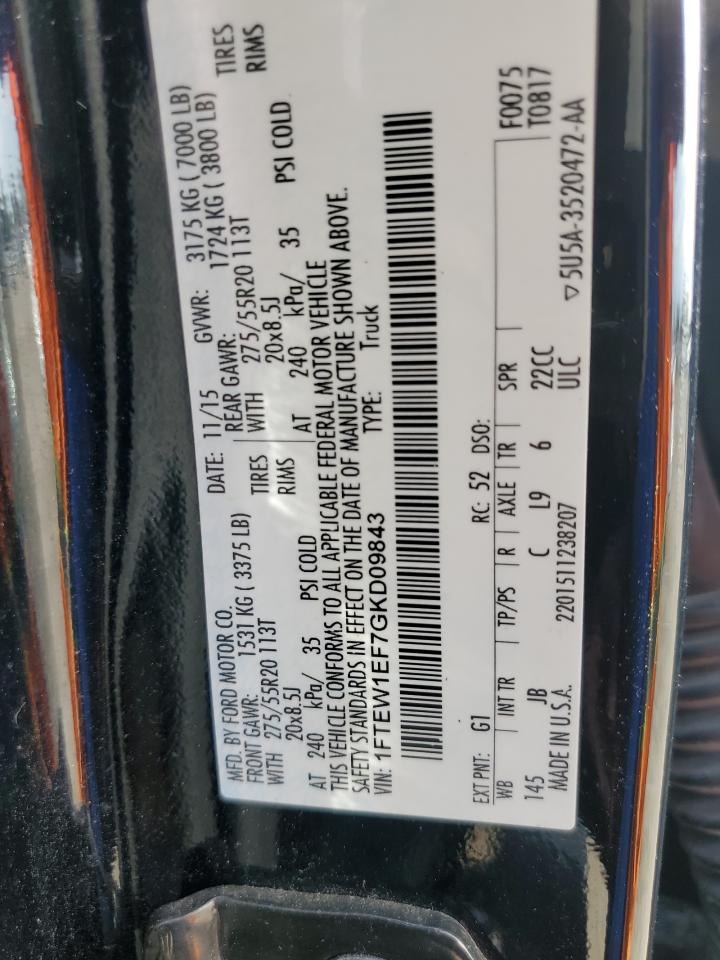 MFD. BY FORD MOTOR CO.
DATE: 11/15 GVWR: 3175 KG ( 7000 LB)
FRONT GAWR: 1531 KG ( 3375 LB) REAR GAWR: 1724 KG ( 3800 LB)
WITH 275/55R20 113T TIRES WITH 275/55R20 113T TIRES
20x8.5J RIMS 20x8.5J RIMS
AT 240 kPa/ 35 PSI COLD AT 240 kPa/ 35 PSI COLD
THIS VEHICLE CONFORMS TO ALL APPLICABLE FEDERAL MOTOR VEHICLE
SAFETY STANDARDS IN EFFECT ON THE DATE OF MANUFACTURE SHOWN ABOVE.
VIN: 1FTEW1EF7GKD09843 TYPE: Truck
EXT PNT: G1 RC: 52 DSO: F0075
WB INT TR TP/PS R AXLE TR SPR T0817
145 JB C L9 6 22CC
MADE IN U.S.A. 2201511238207 ULC ▽5U5A-3520472-AA